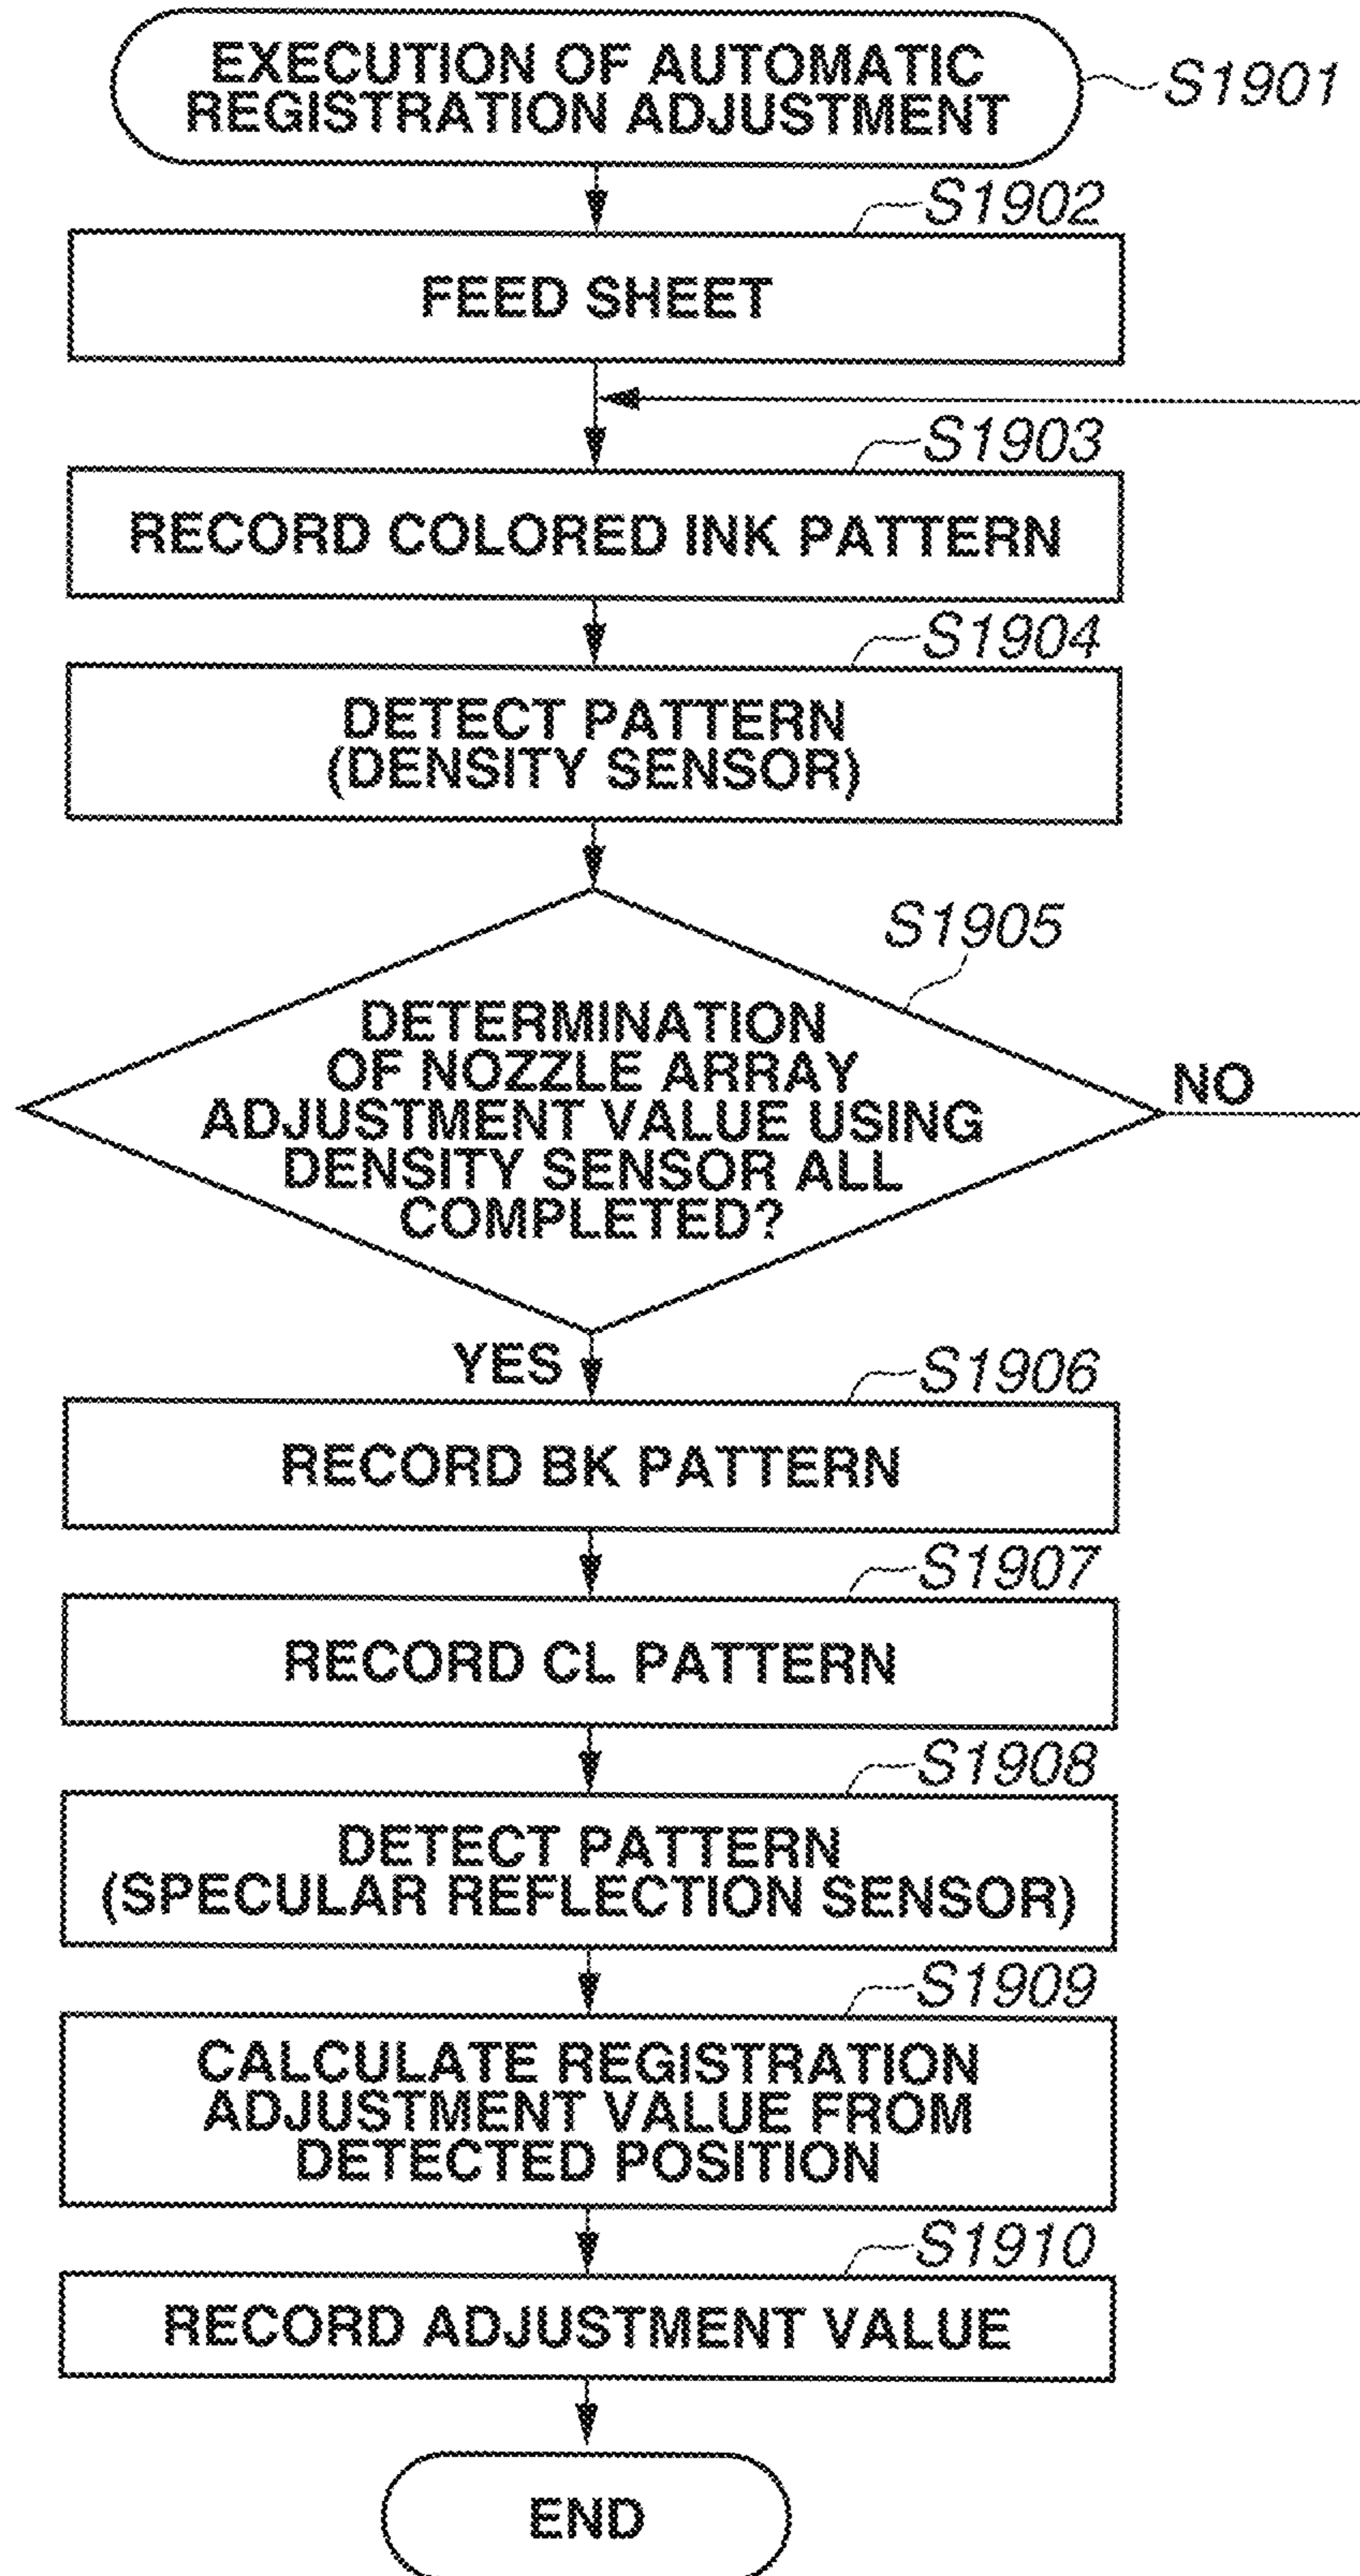 EXECUTION OF AUTOMATIC
REGISTRATION ADJUSTMENT
S1901
S1902
FEED SHEET
S1903
RECORD COLORED INK PATTERN
S1904
DETECT PATTERN
(DENSITY SENSOR)
S1905
DETERMINATION
OF NOZZLE ARRAY
ADJUSTMENT VALUE USING
DENSITY SENSOR ALL
COMPLETED?
NO
YES
S1906
RECORD BK PATTERN
S1907
RECORD CL PATTERN
S1908
DETECT PATTERN
(SPECULAR REFLECTION SENSOR)
S1909
CALCULATE REGISTRATION
ADJUSTMENT VALUE FROM
DETECTED POSITION
S1910
RECORD ADJUSTMENT VALUE
END